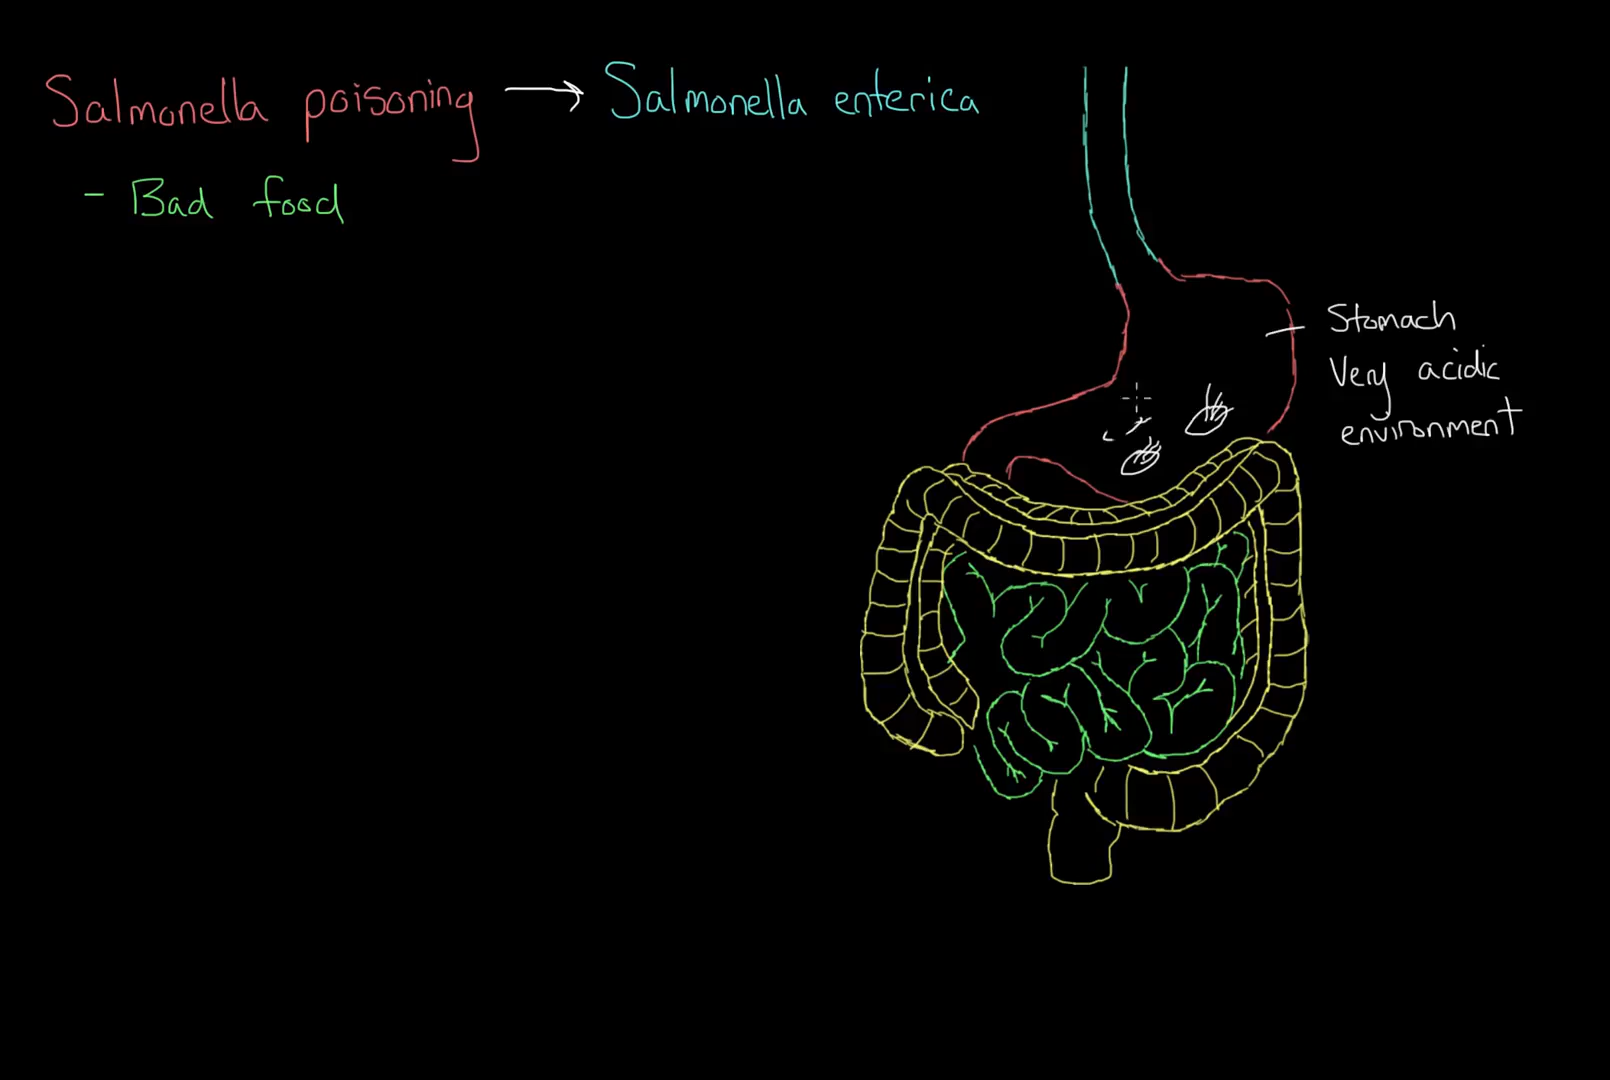 Salmonella poisoning → Salmonella enterica
- Bad food
Stomach
Very acidic
environment